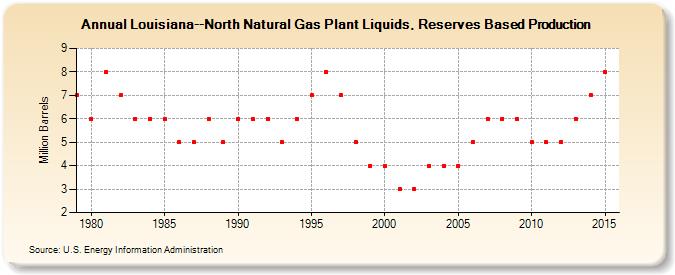 Annual Louisiana--North Natural Gas Plant Liquids, Reserves Based Production
Million Barrels
9
8
7
6
5
4
3
2
1980 1985 1990 1995 2000 2005 2010 2015
Source: U.S. Energy Information Administration